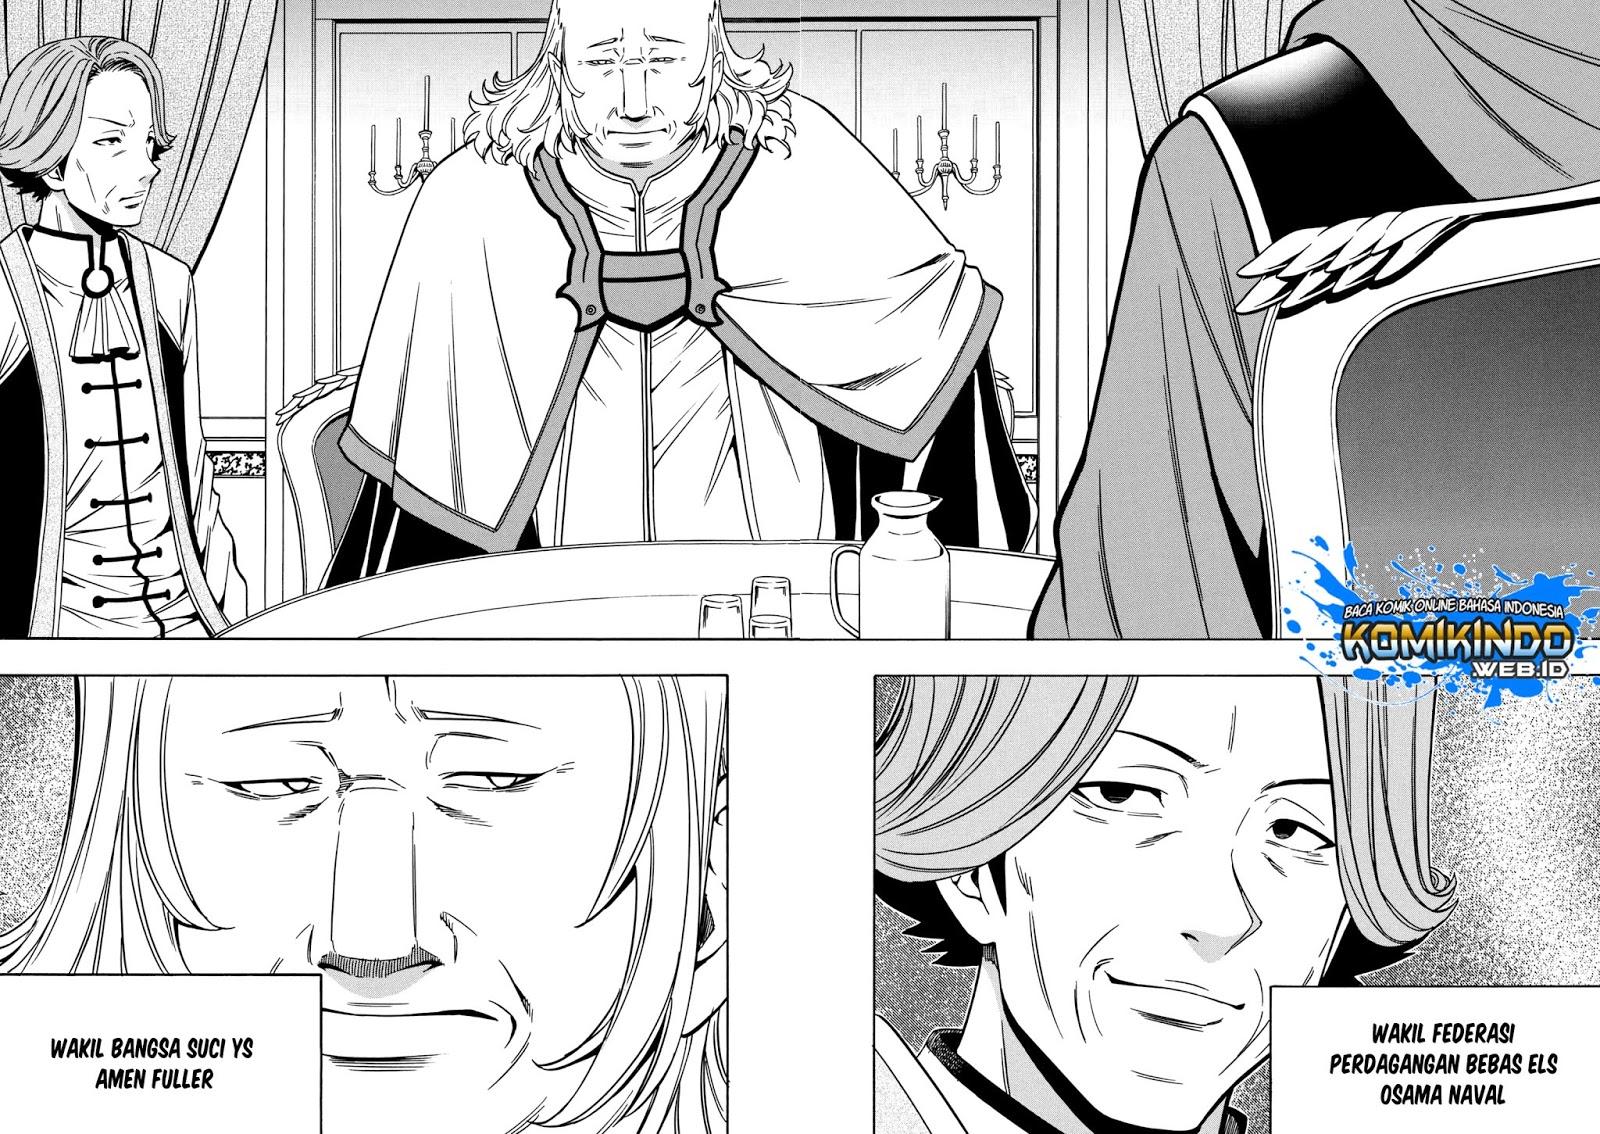 BACA KOMIK ONLINE BAHASA INDONESIA
KOMIKINDO
.WEB.ID
WAKIL FEDERASI
PERDAGANGAN BEBAS ELS
OSAMA NAVAL
WAKIL BANGSA SUCI YS
AMEN FULLER